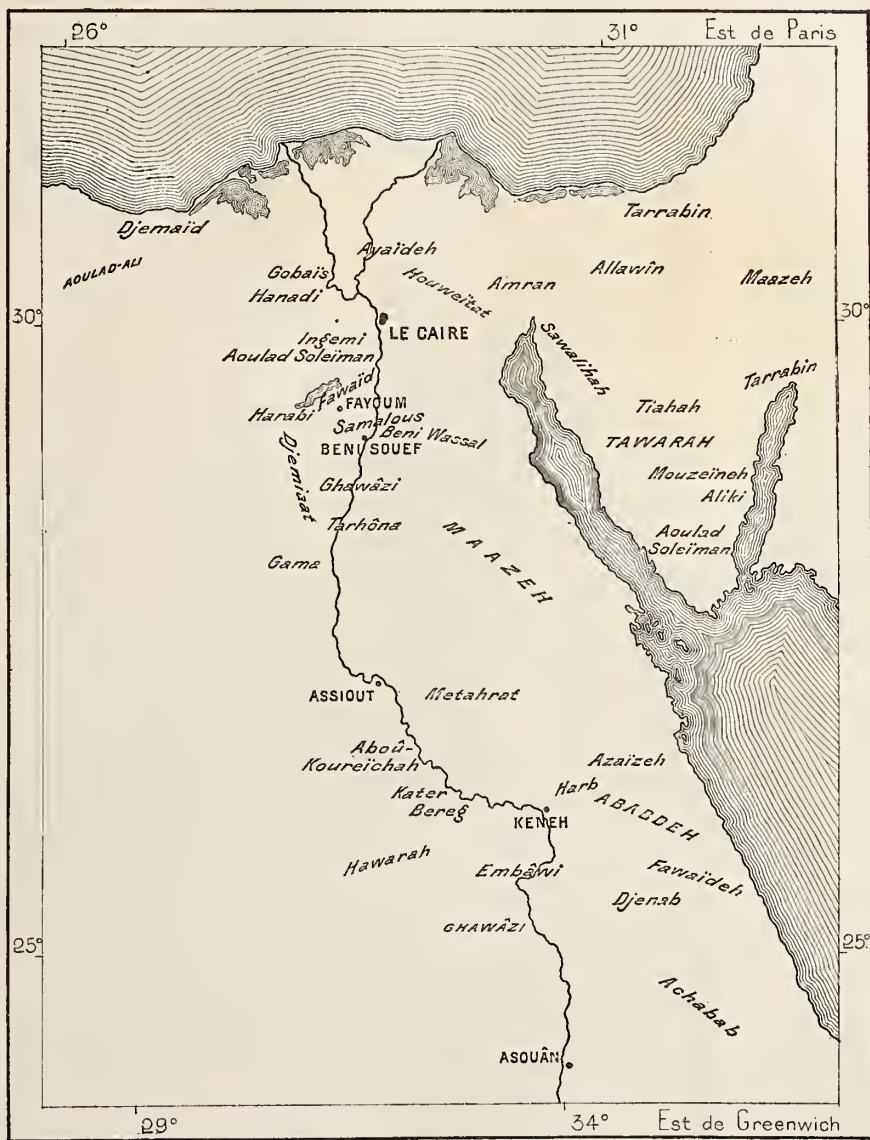 26°
31°
Est de Paris
Djemaïd
Tarrabin
AOULAD-ALI
Ayaïdeh
Gobaïs
Hanadi
Houweïtat
Amran
Allawîn
Maazeh
30°
30°
LE CAIRE
Ingemi
Aoulad Soleïman
Sawalihah
Fawaïd
Harabi
FAYOUM
Samalous
Beni Wassal
BENI SOUEF
Tiahah
Tarrabin
TAWARAH
Djemiaat
Ghawâzi
Mouzeïneh
Aliki
Tarhôna
Aoulad
Soleïman
Gama
MAAZEH
ASSIOUT
Metahrat
Aboû-
Koureïchah
Azaïzeh
Kater
Bereg
Harb
ABABDEH
KENEH
Hawarah
Embâwi
Fawaïdeh
Djenab
GHAWÂZI
25°
25°
Achabab
ASOUÂN
29°
34°
Est de Greenwich